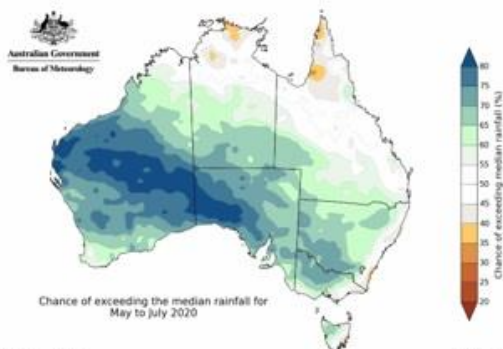 Australian Government
Bureau of Meteorology
80
75
70
65
60
55
50
45
40
35
30
25
20
Chance of exceeding median rainfall (%)
Chance of exceeding the median rainfall for
May to July 2020